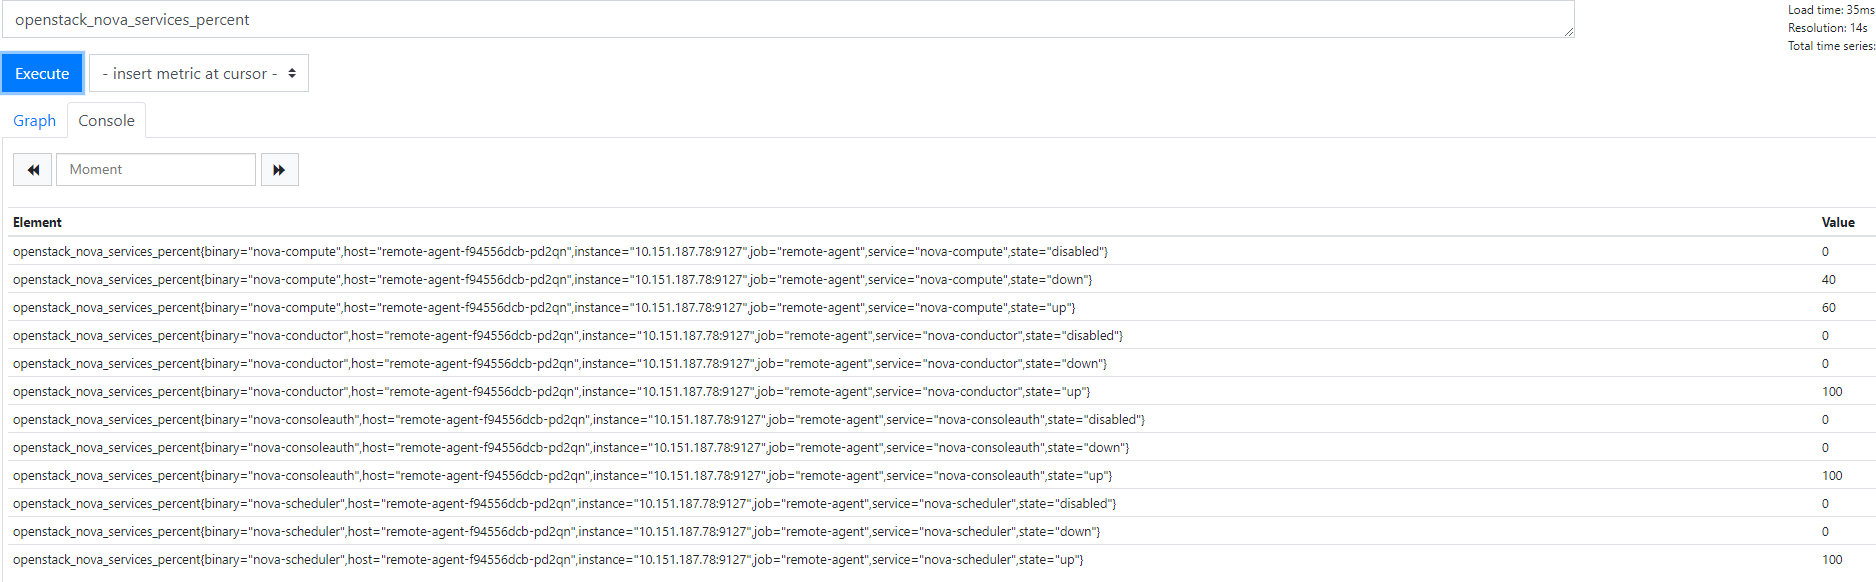 openstack_nova_services_percent
Load time: 35ms
Resolution: 14s
Total time series:
Execute
- insert metric at cursor -
Graph Console
Moment
Element Value
openstack_nova_services_percent{binary="nova-compute",host="remote-agent-f94556dcb-pd2qn",instance="10.151.187.78:9127",job="remote-agent",service="nova-compute",state="disabled"} 0
openstack_nova_services_percent{binary="nova-compute",host="remote-agent-f94556dcb-pd2qn",instance="10.151.187.78:9127",job="remote-agent",service="nova-compute",state="down"} 40
openstack_nova_services_percent{binary="nova-compute",host="remote-agent-f94556dcb-pd2qn",instance="10.151.187.78:9127",job="remote-agent",service="nova-compute",state="up"} 60
openstack_nova_services_percent{binary="nova-conductor",host="remote-agent-f94556dcb-pd2qn",instance="10.151.187.78:9127",job="remote-agent",service="nova-conductor",state="disabled"} 0
openstack_nova_services_percent{binary="nova-conductor",host="remote-agent-f94556dcb-pd2qn",instance="10.151.187.78:9127",job="remote-agent",service="nova-conductor",state="down"} 0
openstack_nova_services_percent{binary="nova-conductor",host="remote-agent-f94556dcb-pd2qn",instance="10.151.187.78:9127",job="remote-agent",service="nova-conductor",state="up"} 100
openstack_nova_services_percent{binary="nova-consoleauth",host="remote-agent-f94556dcb-pd2qn",instance="10.151.187.78:9127",job="remote-agent",service="nova-consoleauth",state="disabled"} 0
openstack_nova_services_percent{binary="nova-consoleauth",host="remote-agent-f94556dcb-pd2qn",instance="10.151.187.78:9127",job="remote-agent",service="nova-consoleauth",state="down"} 0
openstack_nova_services_percent{binary="nova-consoleauth",host="remote-agent-f94556dcb-pd2qn",instance="10.151.187.78:9127",job="remote-agent",service="nova-consoleauth",state="up"} 100
openstack_nova_services_percent{binary="nova-scheduler",host="remote-agent-f94556dcb-pd2qn",instance="10.151.187.78:9127",job="remote-agent",service="nova-scheduler",state="disabled"} 0
openstack_nova_services_percent{binary="nova-scheduler",host="remote-agent-f94556dcb-pd2qn",instance="10.151.187.78:9127",job="remote-agent",service="nova-scheduler",state="down"} 0
openstack_nova_services_percent{binary="nova-scheduler",host="remote-agent-f94556dcb-pd2qn",instance="10.151.187.78:9127",job="remote-agent",service="nova-scheduler",state="up"} 100